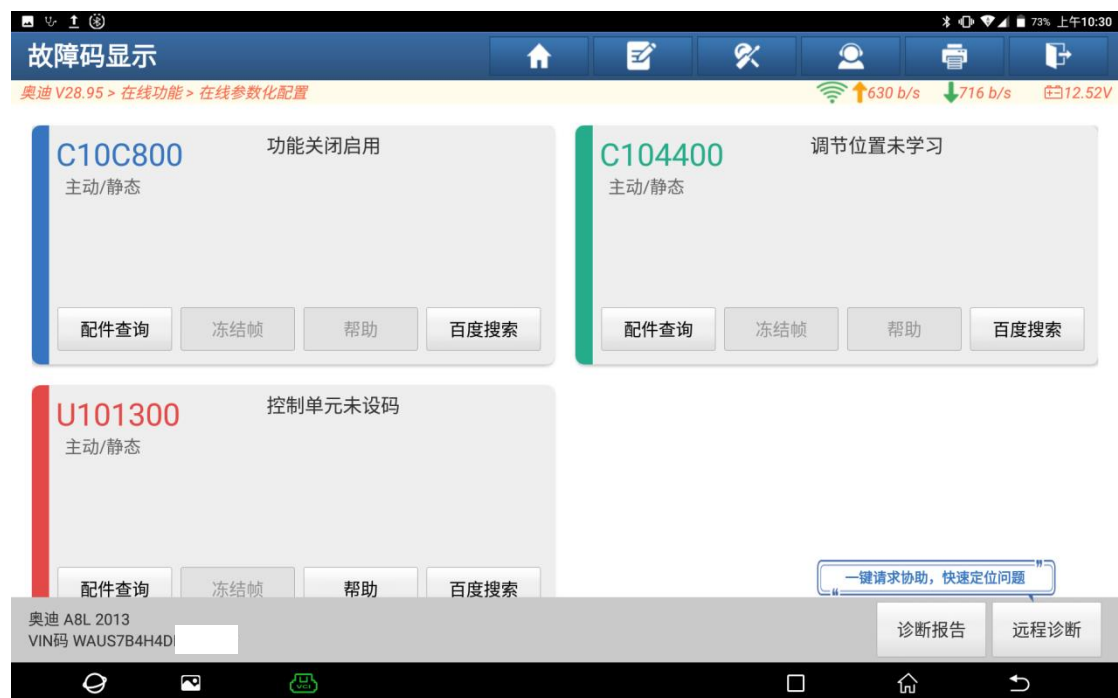 73% 上午10:30
故障码显示
奥迪 V28.95 > 在线功能 > 在线参数化配置
630 b/s 716 b/s 12.52V
C10C800 功能关闭启用
主动/静态
配件查询 冻结帧 帮助 百度搜索
C104400 调节位置未学习
主动/静态
配件查询 冻结帧 帮助 百度搜索
U101300 控制单元未设码
主动/静态
配件查询 冻结帧 帮助 百度搜索
一键请求协助，快速定位问题
奥迪 A8L 2013
VIN码 WAUS7B4H4D
诊断报告 远程诊断
VCI